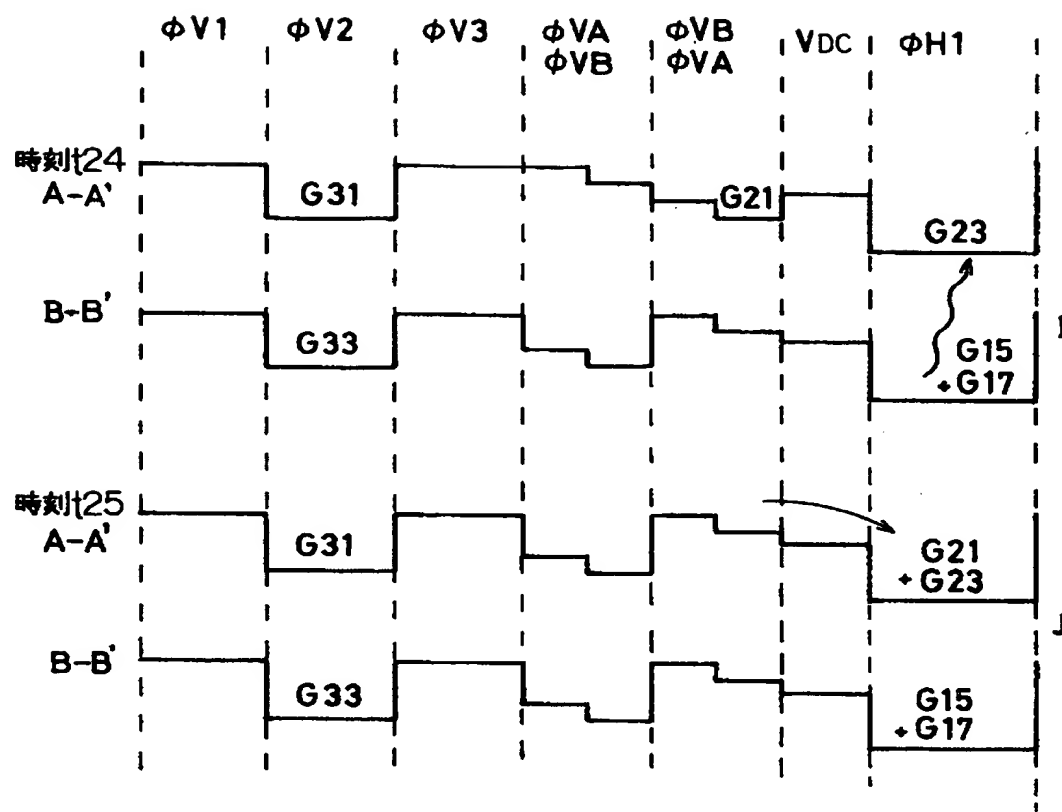 ΦV1 ΦV2 ΦV3 ΦVA ΦVB VDC ΦH1
ΦVB ΦVA
時刻t24
A-A' G31 G21 G23
B-B' G33 G15
+G17
時刻t25
A-A' G31 G21
+G23
B-B' G33 G15
+G17